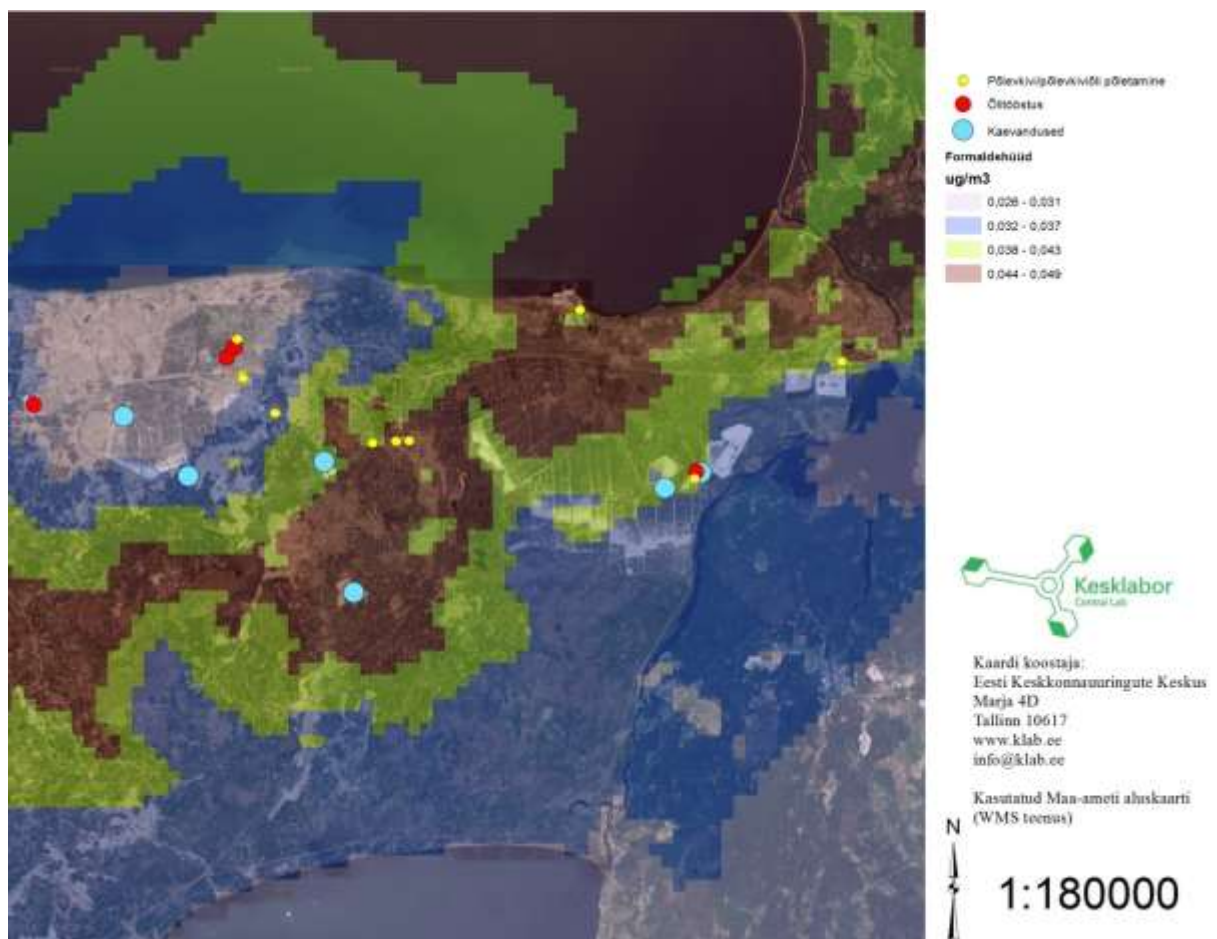 Põlevkivi/põlevkiviõli põletamine
Õlitööstus
Kaevandused
Formaldehüüd
ug/m3
0,026 - 0,031
0,032 - 0,037
0,038 - 0,043
0,044 - 0,049
Kesklabor
Central Lab
Kaardi koostaja:
Eesti Keskkonnauuringute Keskus
Marja 4D
Tallinn 10617
www.klab.ee
info@klab.ee
Kasutatud Maa-ameti aluskaarti
(WMS teenus)
N
1:180000